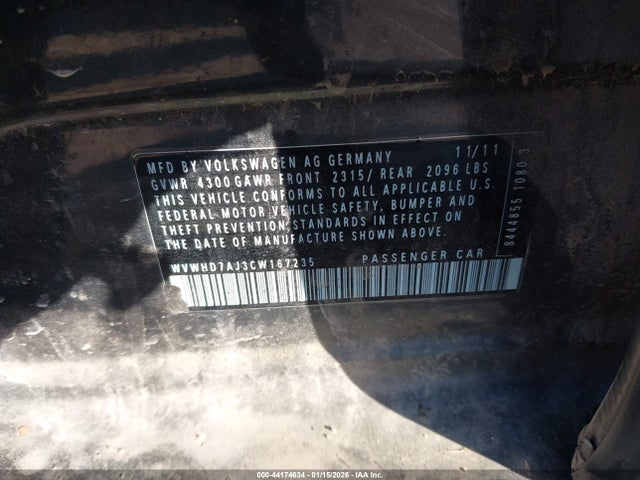 MFD BY VOLKSWAGEN AG GERMANY 11/11
GVWR 4300 GAWR FRONT 2315/ REAR 2096 LBS
THIS VEHICLE CONFORMS TO ALL APPLICABLE U.S.
FEDERAL MOTOR VEHICLE SAFETY, BUMPER AND
THEFT PREVENTION STANDARDS IN EFFECT ON
THE DATE OF MANUFACTURE SHOWN ABOVE.
WVWHD7AJ3CW167235 PASSENGER CAR
8444855 1080 3
000-44174634 - 01/15/2026 - IAA Inc.